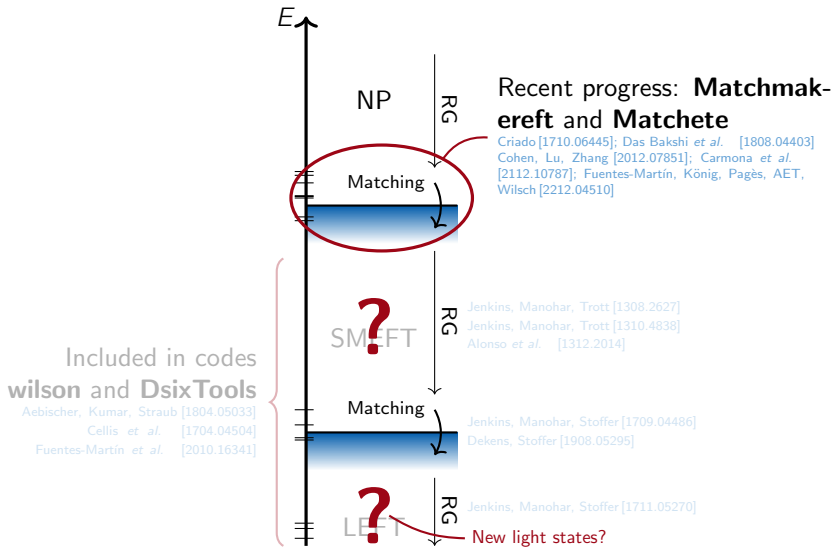 E
NP
RG
Recent progress: Matchmak-
ereft and Matchete
Criado [1710.06445]; Das Bakshi et al. [1808.04403]
Cohen, Lu, Zhang [2012.07851]; Carmona et al.
[2112.10787]; Fuentes-Martín, König, Pagès, AET,
Wilsch [2212.04510]
Matching
?
SMEFT
RG
Jenkins, Manohar, Trott [1308.2627]
Jenkins, Manohar, Trott [1310.4838]
Alonso et al. [1312.2014]
Included in codes
wilson and DsixTools
Aebischer, Kumar, Straub [1804.05033]
Cellis et al. [1704.04504]
Fuentes-Martín et al. [2010.16341]
Matching
Jenkins, Manohar, Stoffer [1709.04486]
Dekens, Stoffer [1908.05295]
?
LEFT
RG
Jenkins, Manohar, Stoffer [1711.05270]
New light states?